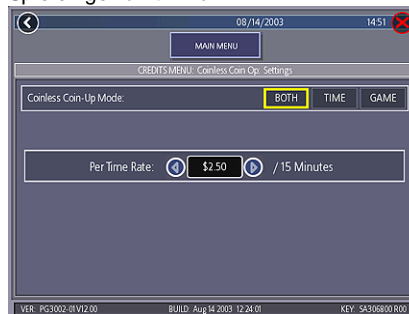 08/14/2003 14:51
MAIN MENU
CREDITS MENU: Coinless Coin Op: Settings
Coinless Coin-Up Mode: BOTH TIME GAME
Per Time Rate: $2.50 / 15 Minutes
VER: PG3002-01V12.00 BUILD: Aug 14 2003 12:24:01 KEY: SA306800 R00